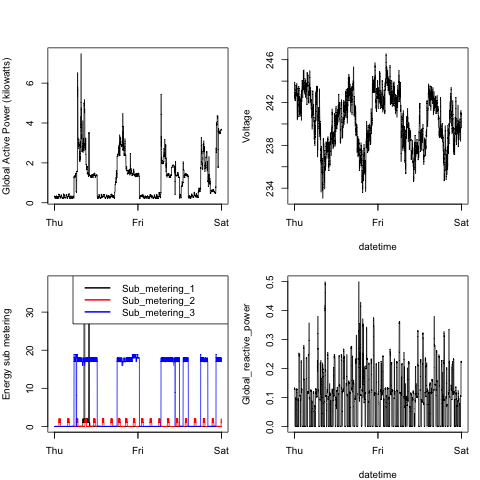 Global Active Power (kilowatts)
0 2 4 6
Thu Fri Sat
Voltage
234 238 242 246
Thu Fri Sat
datetime
Energy sub metering
0 10 20 30
Sub_metering_1
Sub_metering_2
Sub_metering_3
Thu Fri Sat
Global_reactive_power
0.0 0.1 0.2 0.3 0.4 0.5
Thu Fri Sat
datetime